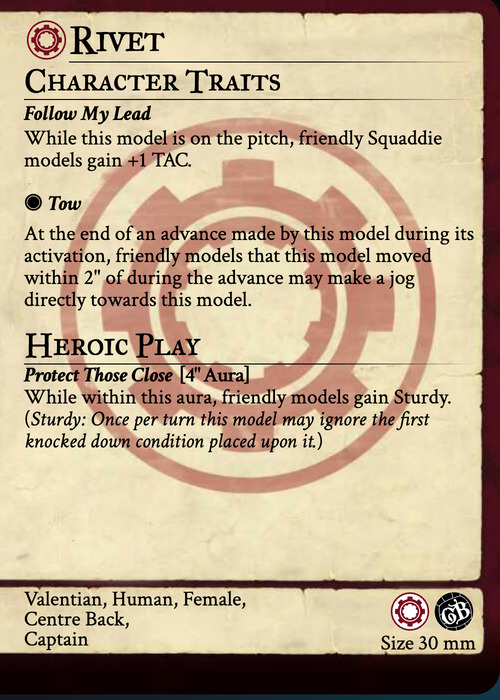 Rivet
Character Traits
Follow My Lead
While this model is on the pitch, friendly Squaddie
models gain +1 TAC.
Tow
At the end of an advance made by this model during its
activation, friendly models that this model moved
within 2" of during the advance may make a jog
directly towards this model.
Heroic Play
Protect Those Close [4" Aura]
While within this aura, friendly models gain Sturdy.
(Sturdy: Once per turn this model may ignore the first
knocked down condition placed upon it.)
Valentian, Human, Female,
Centre Back,
Captain
GB
Size 30 mm